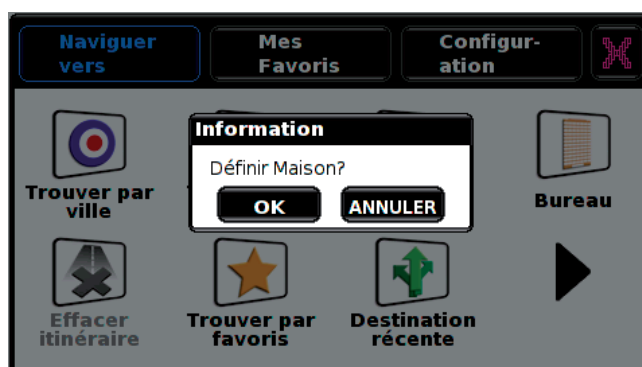 Naviguer
vers
Mes
Favoris
Configur-
ation
Information
Définir Maison?
OK
ANNULER
Trouver par
ville
Bureau
Effacer
itinéraire
Trouver par
favoris
Destination
récente